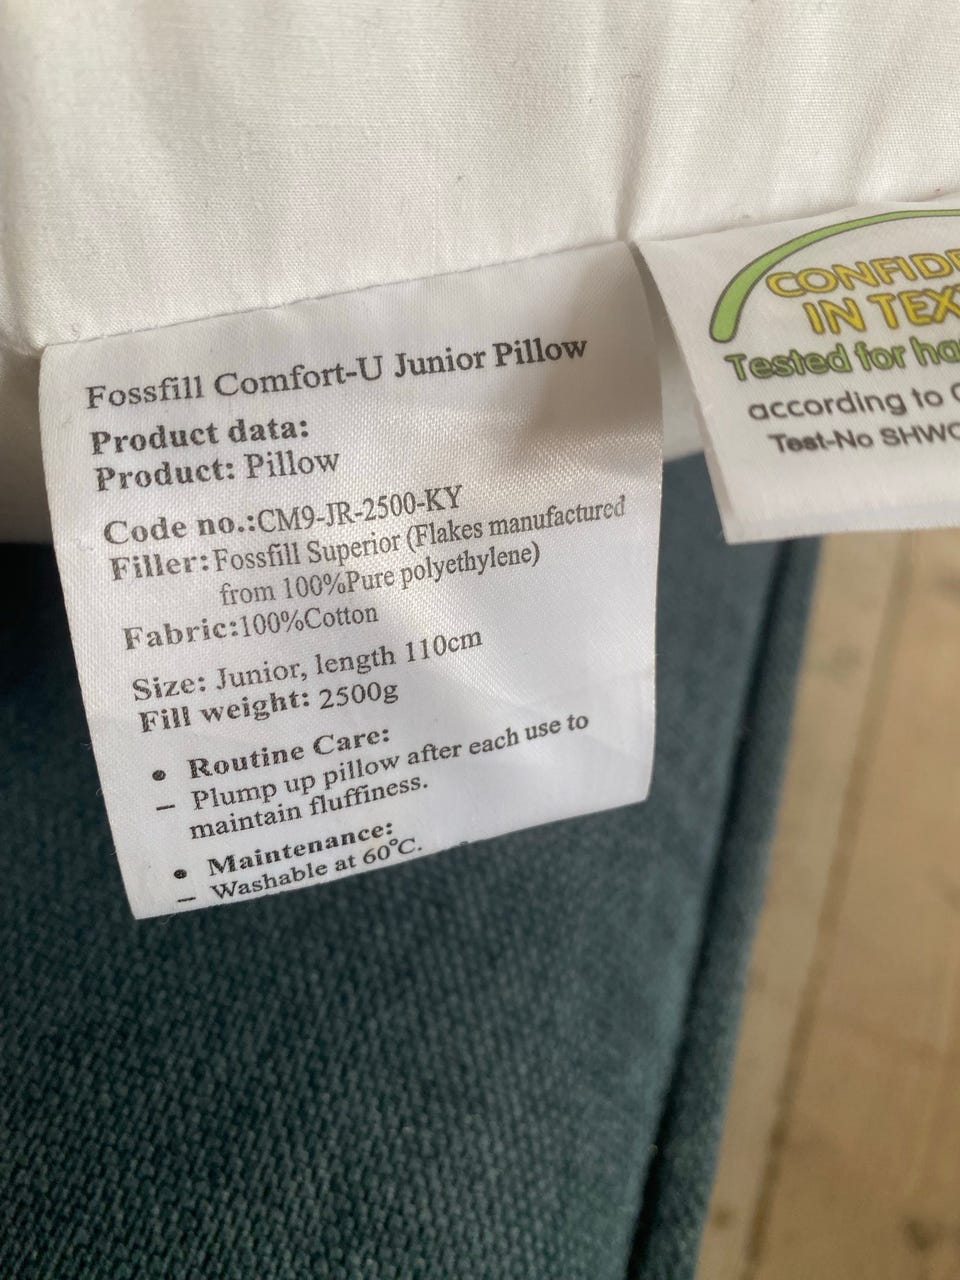 Fossfill Comfort-U Junior Pillow
Product data:
Product: Pillow
Code no.:CM9-JR-2500-KY
Filler:Fossfill Superior (Flakes manufactured
from 100%Pure polyethylene)
Fabric:100%Cotton
Size: Junior, length 110cm
Fill weight: 2500g
• Routine Care:
– Plump up pillow after each use to
maintain fluffiness.
• Maintenance:
– Washable at 60°C.
IN
Tested for
according to
Test-No